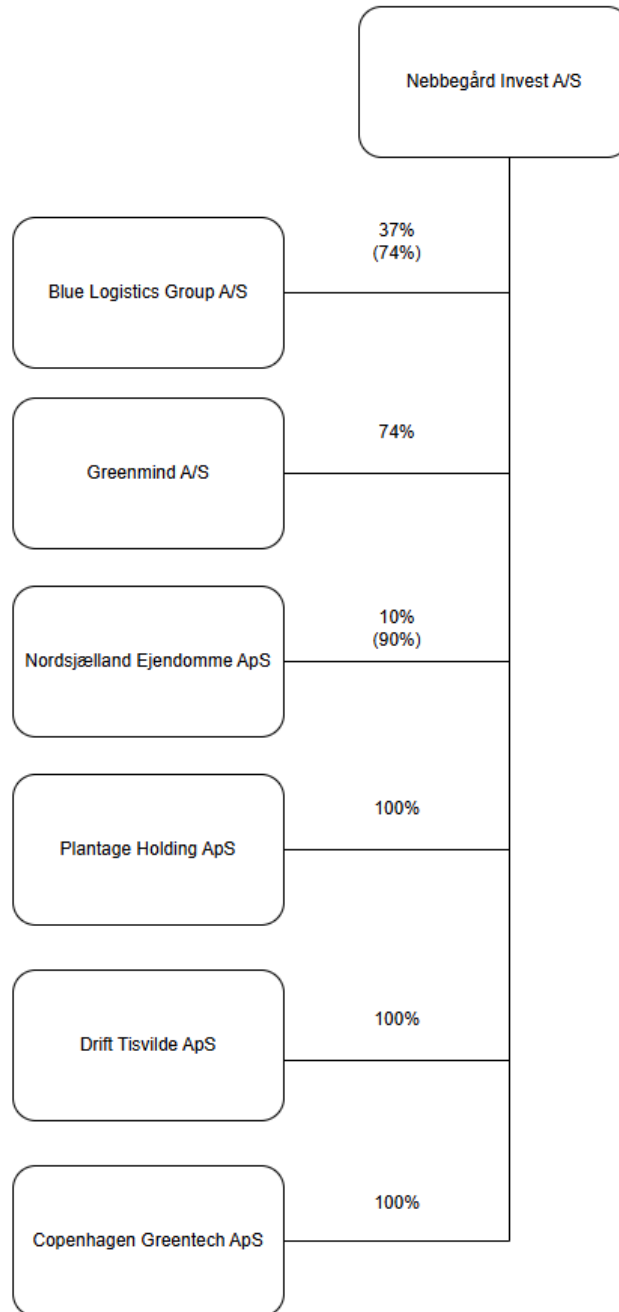 Nebbegård Invest A/S
37%
(74%)
Blue Logistics Group A/S
74%
Greenmind A/S
10%
(90%)
Nordsjælland Ejendomme ApS
100%
Plantage Holding ApS
100%
Drift Tisvilde ApS
100%
Copenhagen Greentech ApS